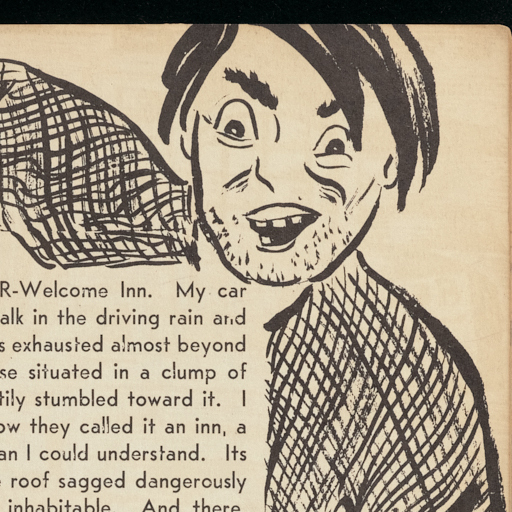 R-Welcome Inn. My car
alk in the driving rain and
s exhausted almost beyond
se situated in a clump of
tily stumbled toward it. I
ow they called it an inn, a
an I could understand. Its
e roof sagged dangerously
inhabitable. And there,